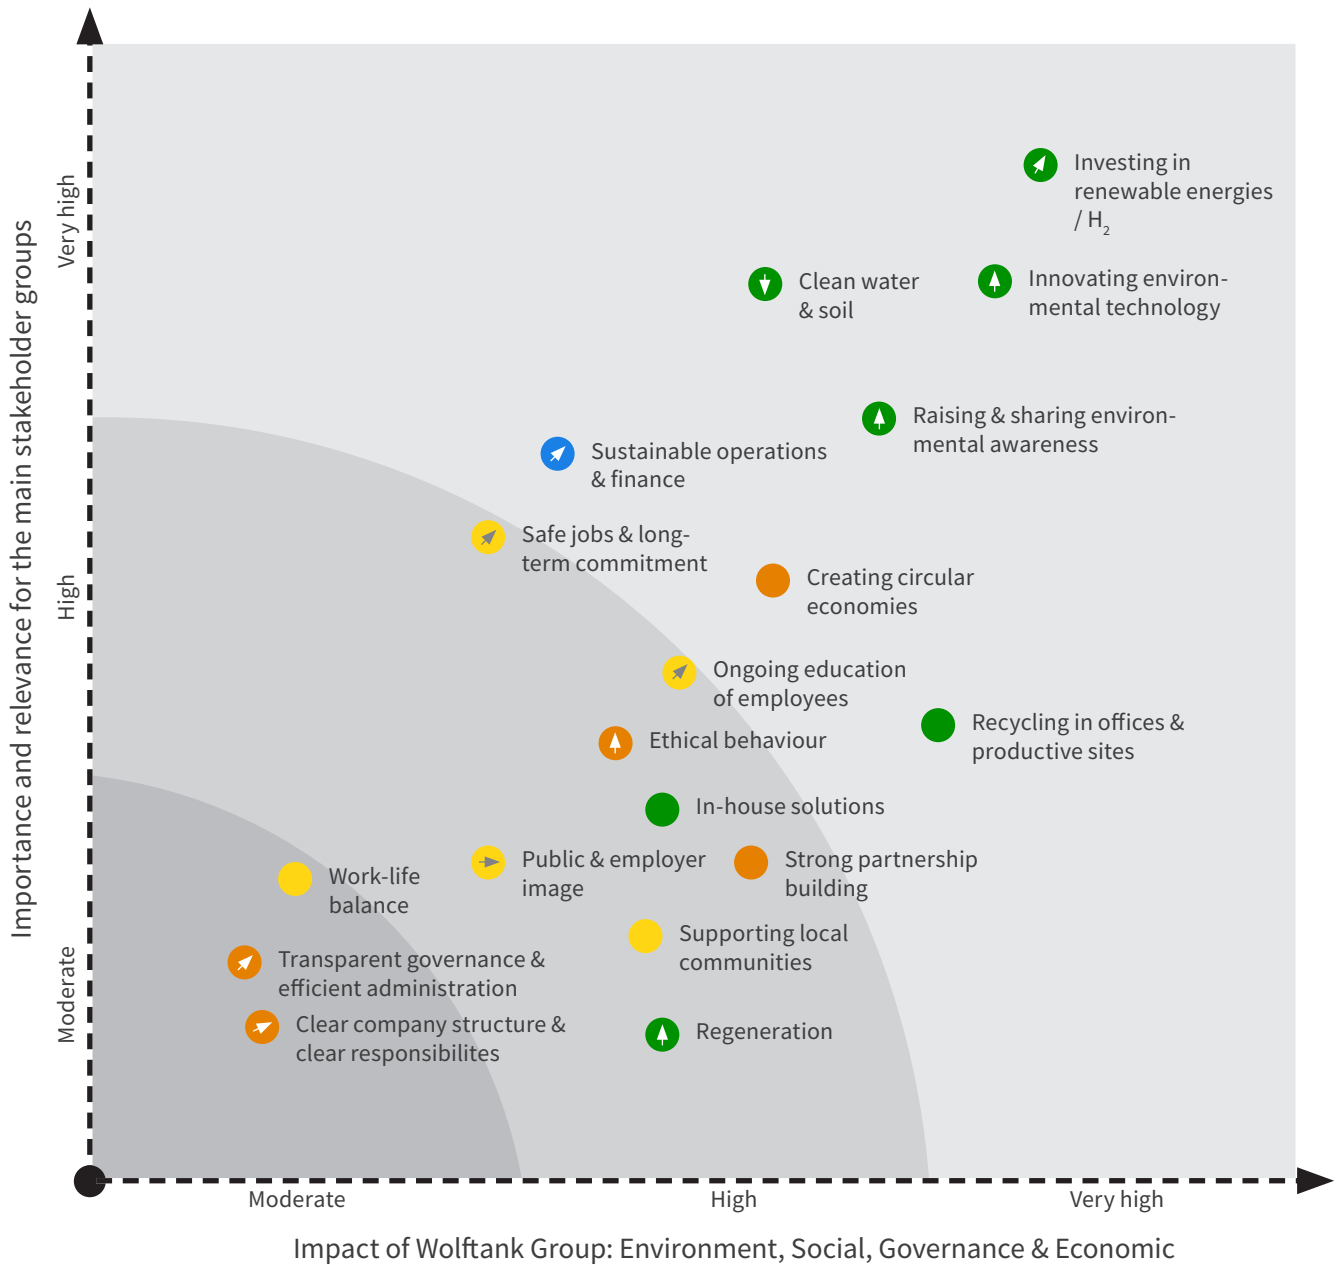 Importance and relevance for the main stakeholder groups
Very high
High
Moderate
Investing in
renewable energies
/ H₂
Clean water
& soil
Innovating environ-
mental technology
Raising & sharing environ-
mental awareness
Sustainable operations
& finance
Safe jobs & long-
term commitment
Creating circular
economies
Ongoing education
of employees
Recycling in offices &
productive sites
Ethical behaviour
In-house solutions
Public & employer
image
Strong partnership
building
Work-life
balance
Supporting local
communities
Transparent governance &
efficient administration
Clear company structure &
clear responsibilites
Regeneration
Moderate
High
Very high
Impact of Wolftank Group: Environment, Social, Governance & Economic